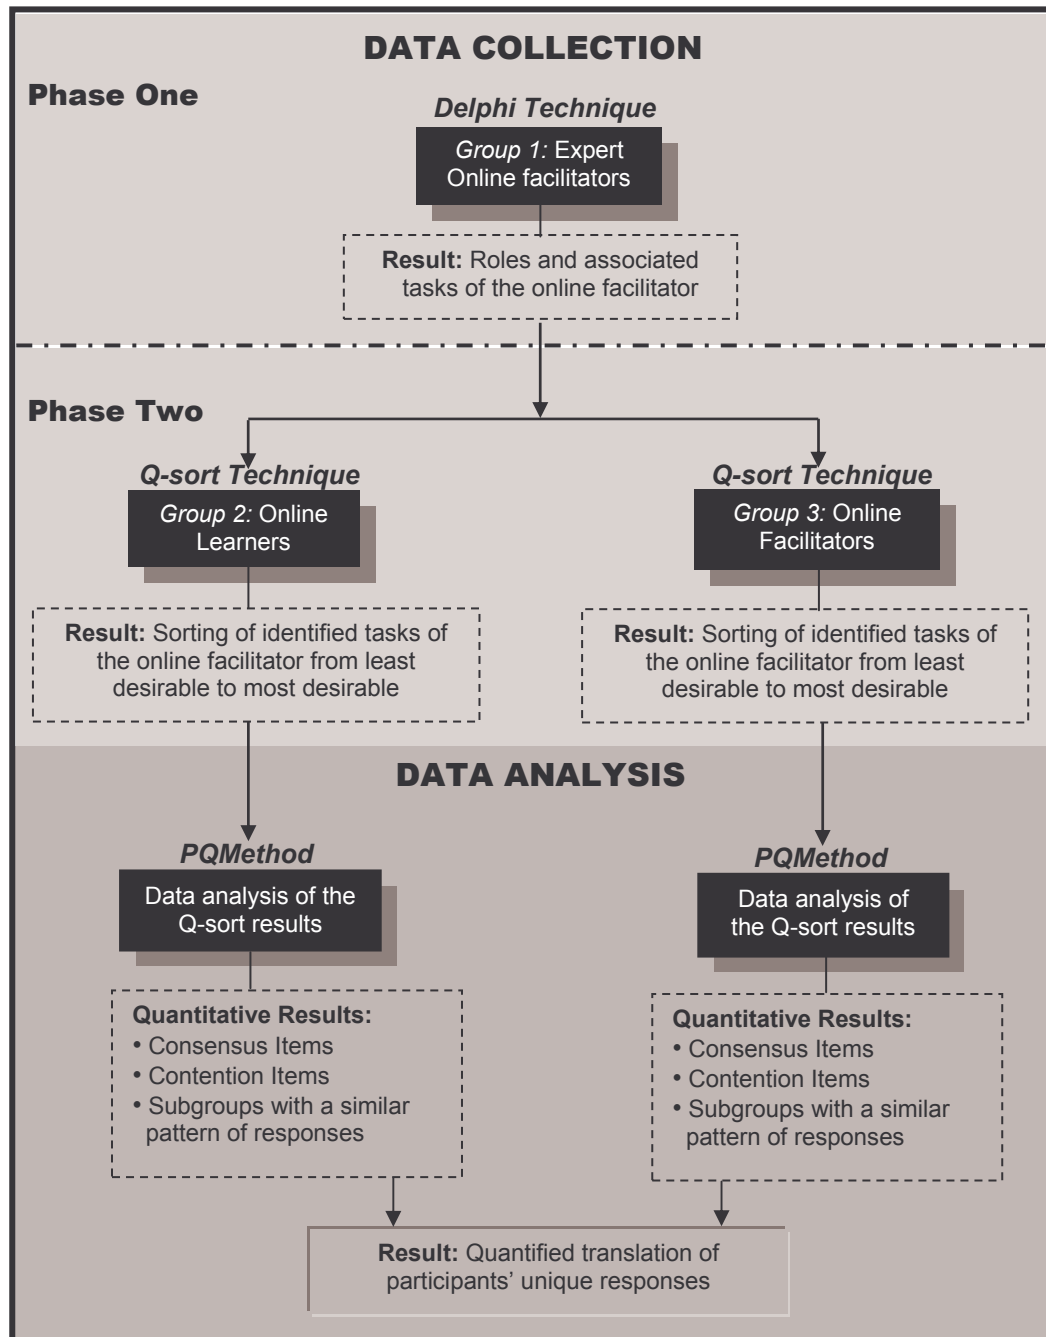 DATA COLLECTION
Phase One
Delphi Technique
Group 1: Expert
Online facilitators
Result: Roles and associated
tasks of the online facilitator
Phase Two
Q-sort Technique
Group 2: Online
Learners
Result: Sorting of identified tasks of
the online facilitator from least
desirable to most desirable
Q-sort Technique
Group 3: Online
Facilitators
Result: Sorting of identified tasks of
the online facilitator from least
desirable to most desirable
DATA ANALYSIS
PQMethod
Data analysis of the
Q-sort results
Quantitative Results:
• Consensus Items
• Contention Items
• Subgroups with a similar
pattern of responses
PQMethod
Data analysis of
the Q-sort results
Quantitative Results:
• Consensus Items
• Contention Items
• Subgroups with a similar
pattern of responses
Result: Quantified translation of
participants’ unique responses